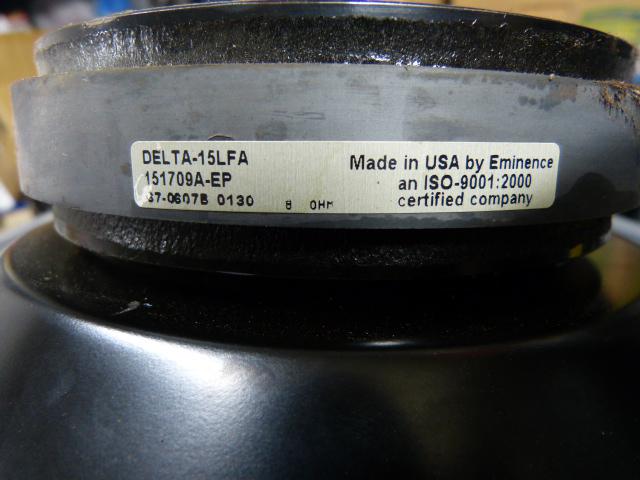 DELTA-15LFA
151709A-EP
67-0607B 0130 8 OHM
Made in USA by Eminence
an ISO-9001:2000
certified company